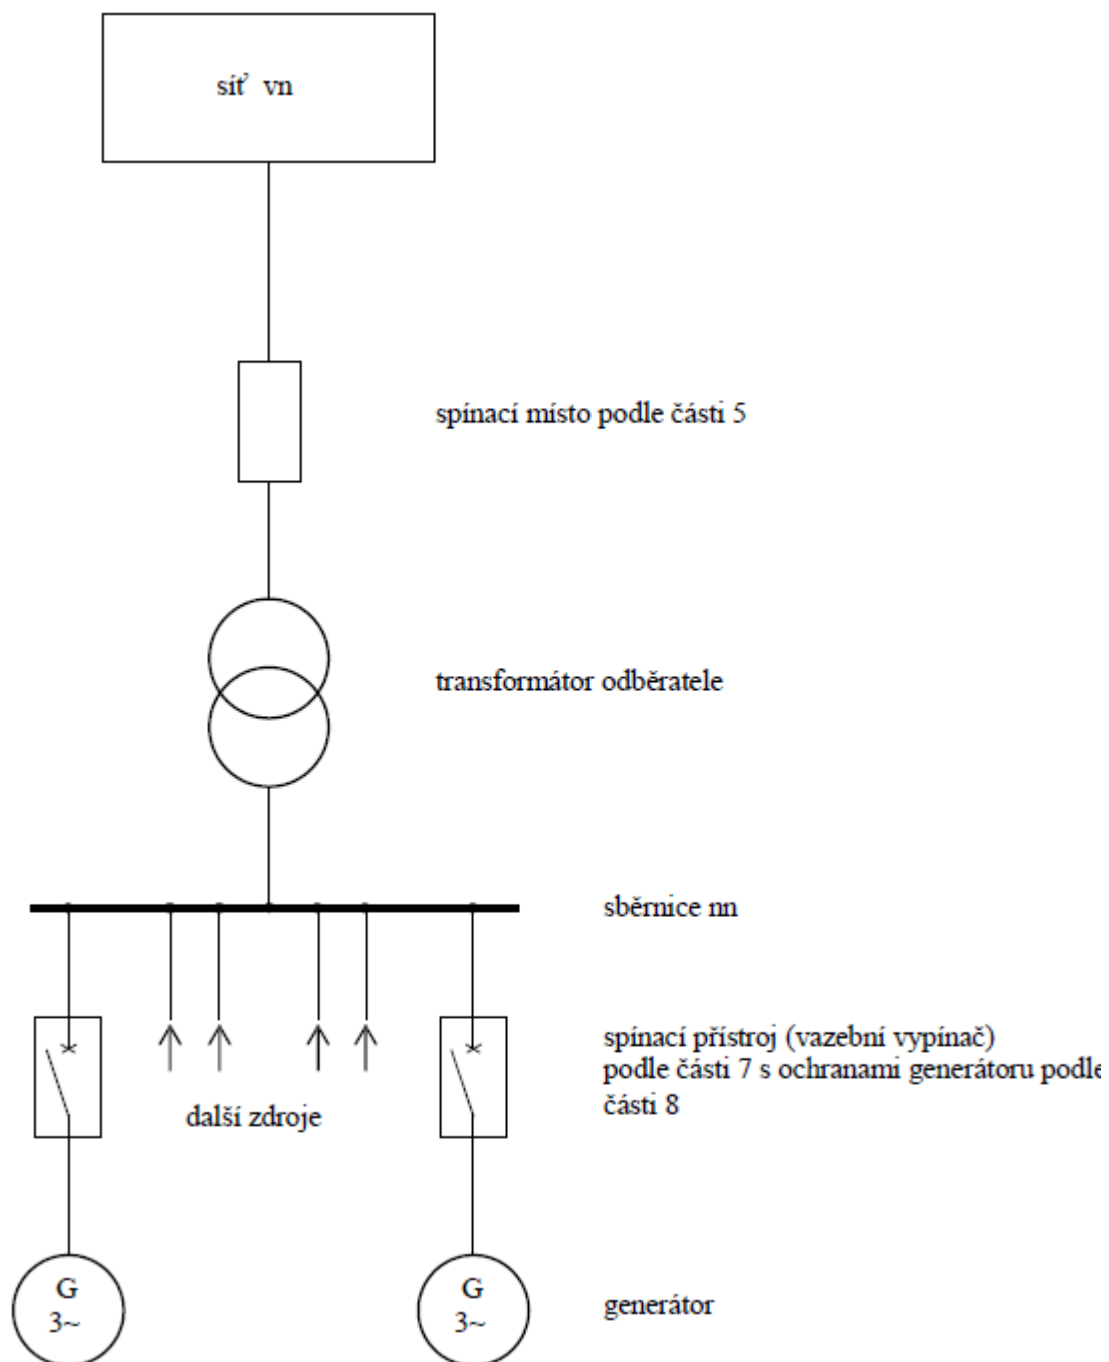 síť vn
spínací místo podle části 5
transformátor odběratele
sběrnice nn
spínací přístroj (vazební vypínač)
podle části 7 s ochranami generátoru podle
části 8
další zdroje
G
3~
G
3~
generátor